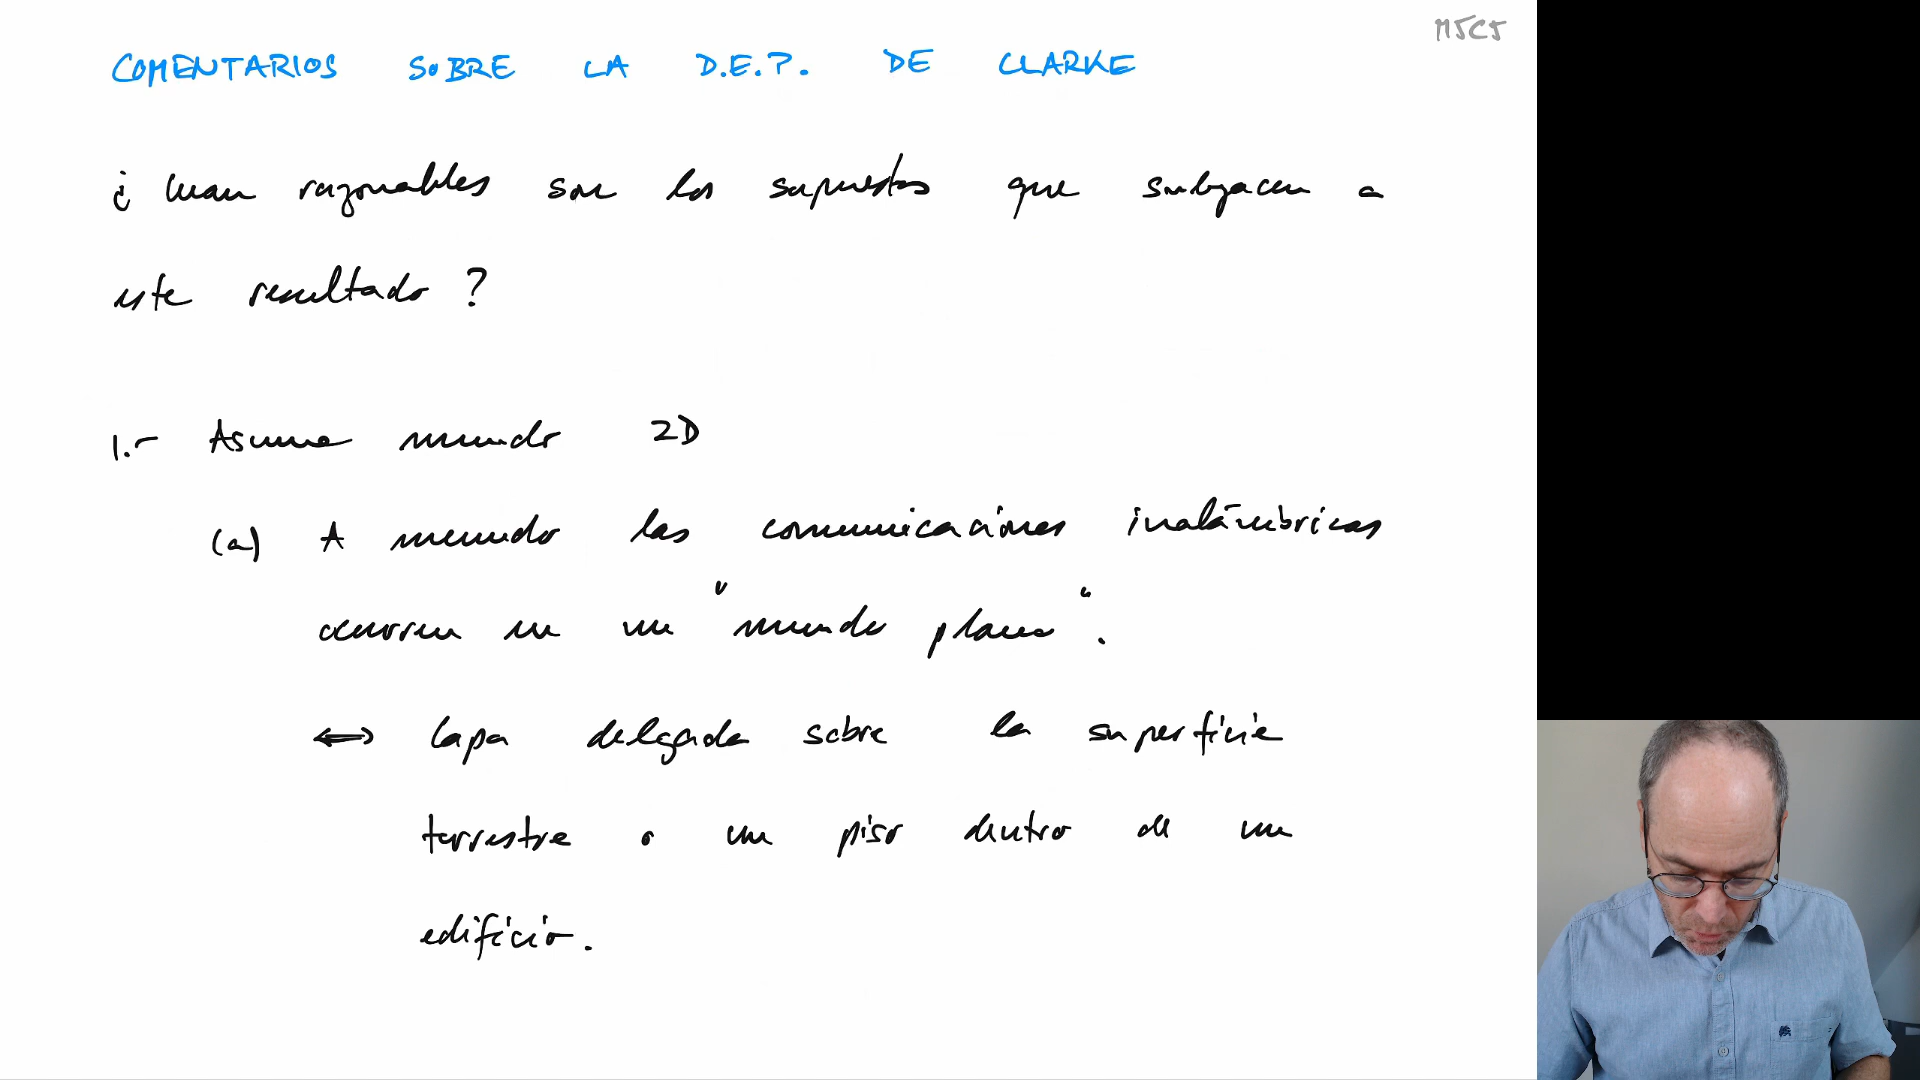 M5C5
COMENTARIOS SOBRE LA D.E.P. DE CLARKE
¿ Cuan razonables son los supuestos que subyacen a
este resultado ?
1.- Asume mundo 2D
(a) A menudo las comunicaciones inalámbricas
ocurren en un "mundo plano".
⟺ Capa delgada sobre la superficie
terrestre o un piso dentro de un
edificio.